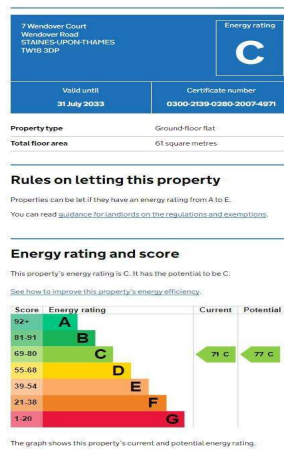 7 Wendover Court
Wendover Road
STAINES-UPON-THAMES
TW18 3DP
Energy rating
C
Valid until
31 July 2033
Certificate number
0300-2139-0280-2007-4971
Property type Ground-floor flat
Total floor area 61 square metres
Rules on letting this property
Properties can be let if they have an energy rating from A to E.
You can read guidance for landlords on the regulations and exemptions.
Energy rating and score
This property's energy rating is C. It has the potential to be C.
See how to improve this property's energy efficiency.
Score Energy rating Current Potential
92+ A
81-91 B
69-80 C 71 C 77 C
55-68 D
39-54 E
21-38 F
1-20 G
The graph shows this property's current and potential energy rating.